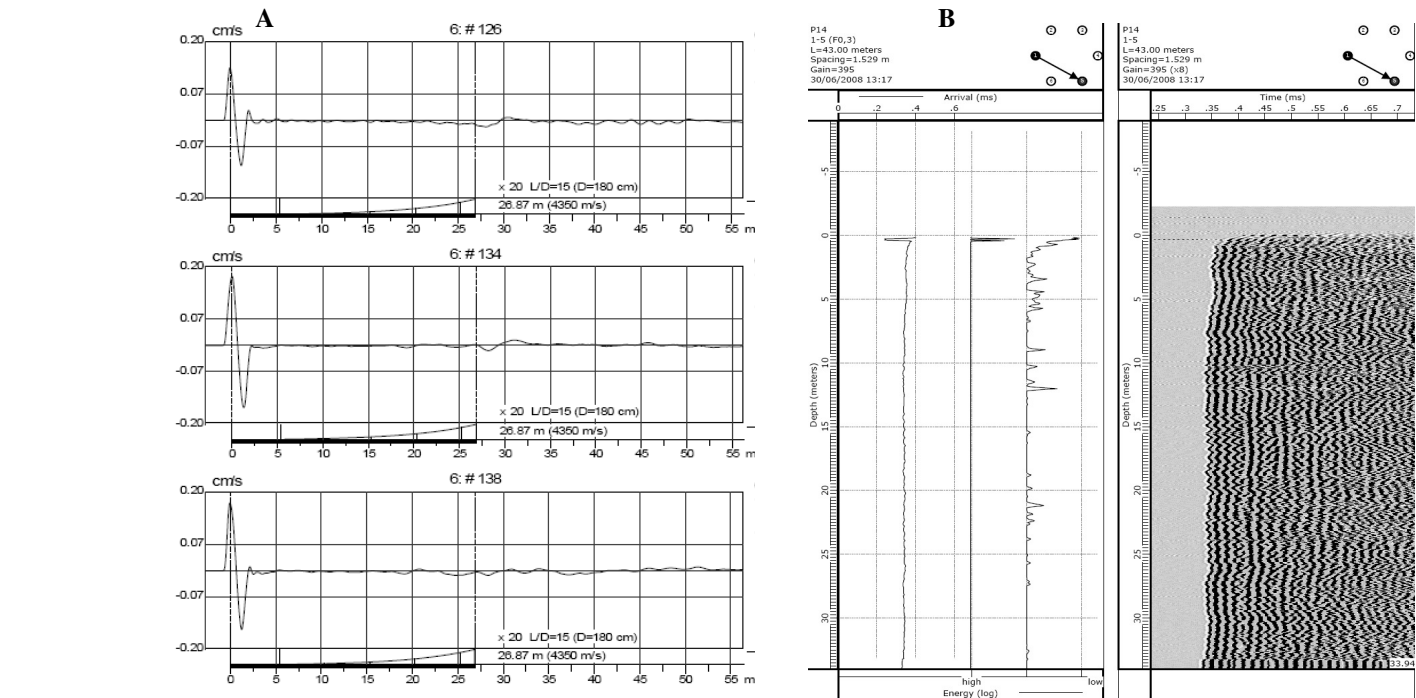 A
cm/s
6: # 126
0.20
0.07
-0.07
-0.20
x 20 L/D=15 (D=180 cm)
26.87 m (4350 m/s)
0 5 10 15 20 25 30 35 40 45 50 55 m
cm/s
6: # 134
0.20
0.07
-0.07
-0.20
x 20 L/D=15 (D=180 cm)
26.87 m (4350 m/s)
0 5 10 15 20 25 30 35 40 45 50 55 m
cm/s
6: # 138
0.20
0.07
-0.07
-0.20
x 20 L/D=15 (D=180 cm)
26.87 m (4350 m/s)
0 5 10 15 20 25 30 35 40 45 50 55 m
B
P14
1-5 (F0,3)
L=43.00 meters
Spacing=1.529 m
Gain=395
30/06/2008 13:17
Arrival (ms)
0 .2 .4 .6
Depth (meters)
-5
0
5
10
15
20
25
30
high low
Energy (log)
P14
1-5
L=43.00 meters
Spacing=1.529 m
Gain=395 (x8)
30/06/2008 13:17
Time (ms)
.25 .3 .35 .4 .45 .5 .55 .6 .65 .7
Depth (meters)
-5
0
5
10
15
20
25
30
33.94